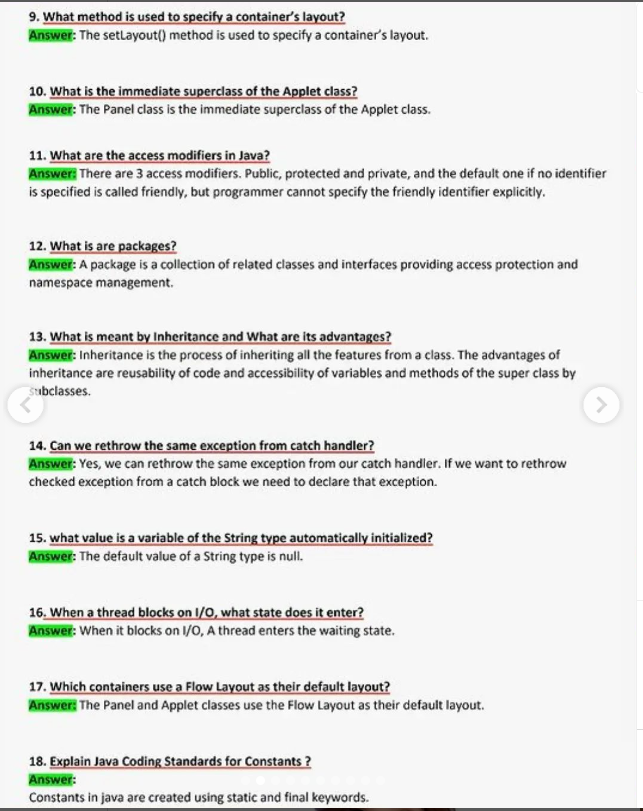 9. What method is used to specify a container's layout?
Answer: The setLayout() method is used to specify a container's layout.
10. What is the immediate superclass of the Applet class?
Answer: The Panel class is the immediate superclass of the Applet class.
11. What are the access modifiers in Java?
Answer: There are 3 access modifiers. Public, protected and private, and the default one if no identifier
is specified is called friendly, but programmer cannot specify the friendly identifier explicitly.
12. What is are packages?
Answer: A package is a collection of related classes and interfaces providing access protection and
namespace management.
13. What is meant by Inheritance and What are its advantages?
Answer: Inheritance is the process of inheriting all the features from a class. The advantages of
inheritance are reusability of code and accessibility of variables and methods of the super class by
subclasses.
14. Can we rethrow the same exception from catch handler?
Answer: Yes, we can rethrow the same exception from our catch handler. If we want to rethrow
checked exception from a catch block we need to declare that exception.
15. what value is a variable of the String type automatically initialized?
Answer: The default value of a String type is null.
16. When a thread blocks on I/O, what state does it enter?
Answer: When it blocks on I/O, A thread enters the waiting state.
17. Which containers use a Flow Layout as their default layout?
Answer: The Panel and Applet classes use the Flow Layout as their default layout.
18. Explain Java Coding Standards for Constants ?
Answer:
Constants in java are created using static and final keywords.